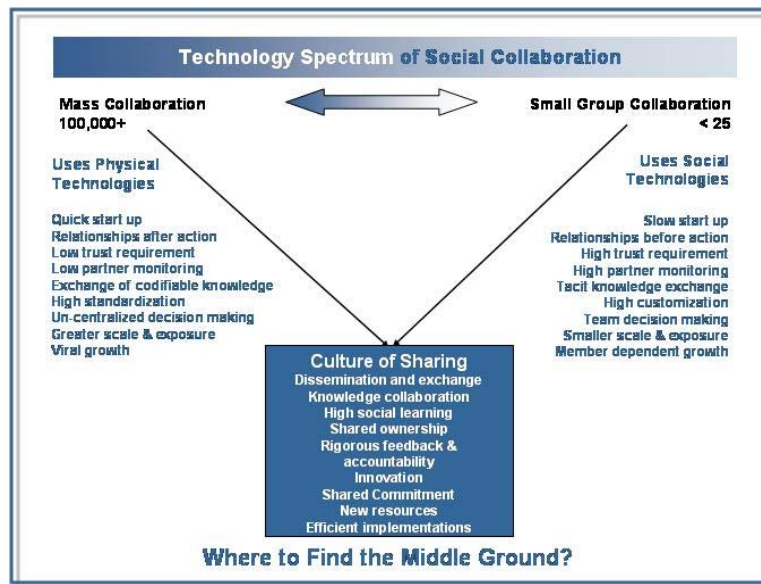 Technology Spectrum of Social Collaboration
Mass Collaboration
100,000+
Small Group Collaboration
< 25
Uses Physical
Technologies
Quick start up
Relationships after action
Low trust requirement
Low partner monitoring
Exchange of codifiable knowledge
High standardization
Un-centralized decision making
Greater scale & exposure
Viral growth
Uses Social
Technologies
Slow start up
Relationships before action
High trust requirement
High partner monitoring
Tacit knowledge exchange
High customization
Team decision making
Smaller scale & exposure
Member dependent growth
Culture of Sharing
Dissemination and exchange
Knowledge collaboration
High social learning
Shared ownership
Rigorous feedback &
accountability
Innovation
Shared Commitment
New resources
Efficient implementations
Where to Find the Middle Ground?